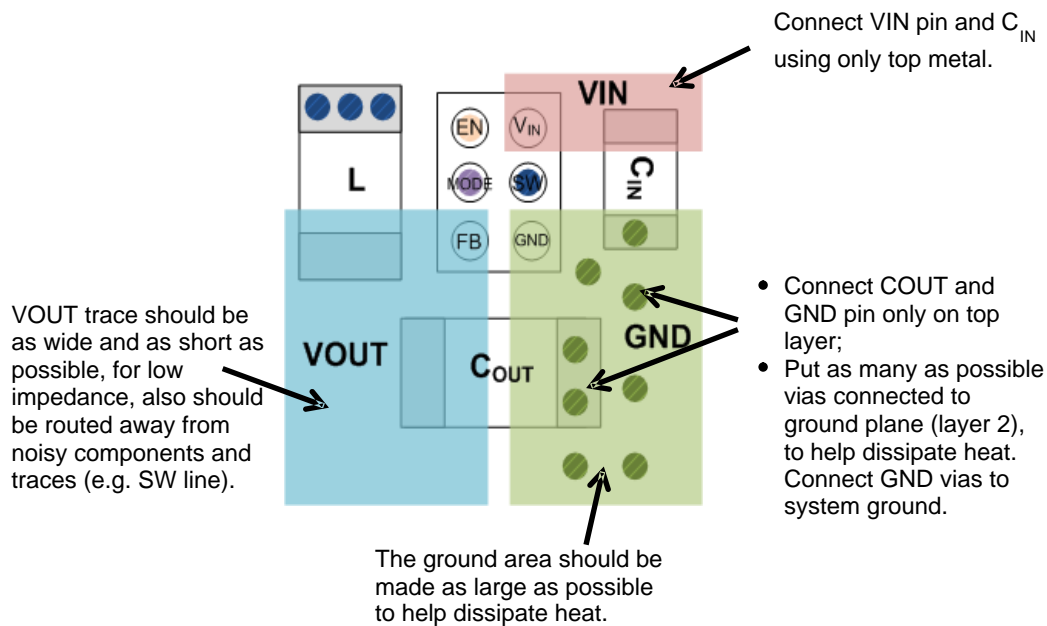 Connect VIN pin and C_IN
using only top metal.
VIN
EN
V_IN
L
MODE
SW
C_IN
FB
GND
VOUT trace should be
as wide and as short as
possible, for low
impedance, also should
be routed away from
noisy components and
traces (e.g. SW line).
VOUT
C_OUT
GND
• Connect COUT and
GND pin only on top
layer;
• Put as many as possible
vias connected to
ground plane (layer 2),
to help dissipate heat.
Connect GND vias to
system ground.
The ground area should be
made as large as possible
to help dissipate heat.